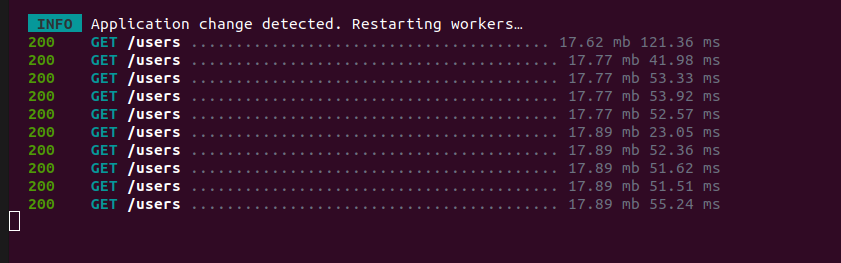 INFO Application change detected. Restarting workers…
200 GET /users ........................................ 17.62 mb 121.36 ms
200 GET /users ......................................... 17.77 mb 41.98 ms
200 GET /users ......................................... 17.77 mb 53.33 ms
200 GET /users ......................................... 17.77 mb 53.92 ms
200 GET /users ......................................... 17.77 mb 52.57 ms
200 GET /users ......................................... 17.89 mb 23.05 ms
200 GET /users ......................................... 17.89 mb 52.36 ms
200 GET /users ......................................... 17.89 mb 51.62 ms
200 GET /users ......................................... 17.89 mb 51.51 ms
200 GET /users ......................................... 17.89 mb 55.24 ms